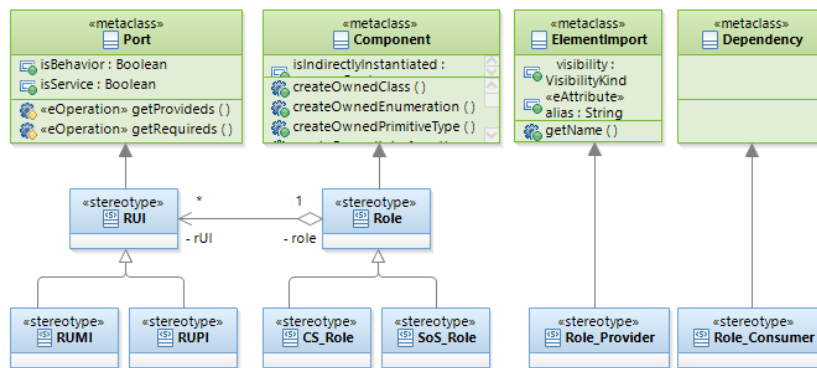 «metaclass»
Port
isBehavior : Boolean
isService : Boolean
«eOperation» getProvideds ( )
«eOperation» getRequireds ( )
«metaclass»
Component
isIndirectlyInstantiated :
createOwnedClass ( )
createOwnedEnumeration ( )
createOwnedPrimitiveType ( )
«metaclass»
ElementImport
visibility :
VisibilityKind
«eAttribute»
alias : String
getName ( )
«metaclass»
Dependency
«stereotype»
RUI
*
- rUI
1
- role
«stereotype»
Role
«stereotype»
RUMI
«stereotype»
RUPI
«stereotype»
CS_Role
«stereotype»
SoS_Role
«stereotype»
Role_Provider
«stereotype»
Role_Consumer